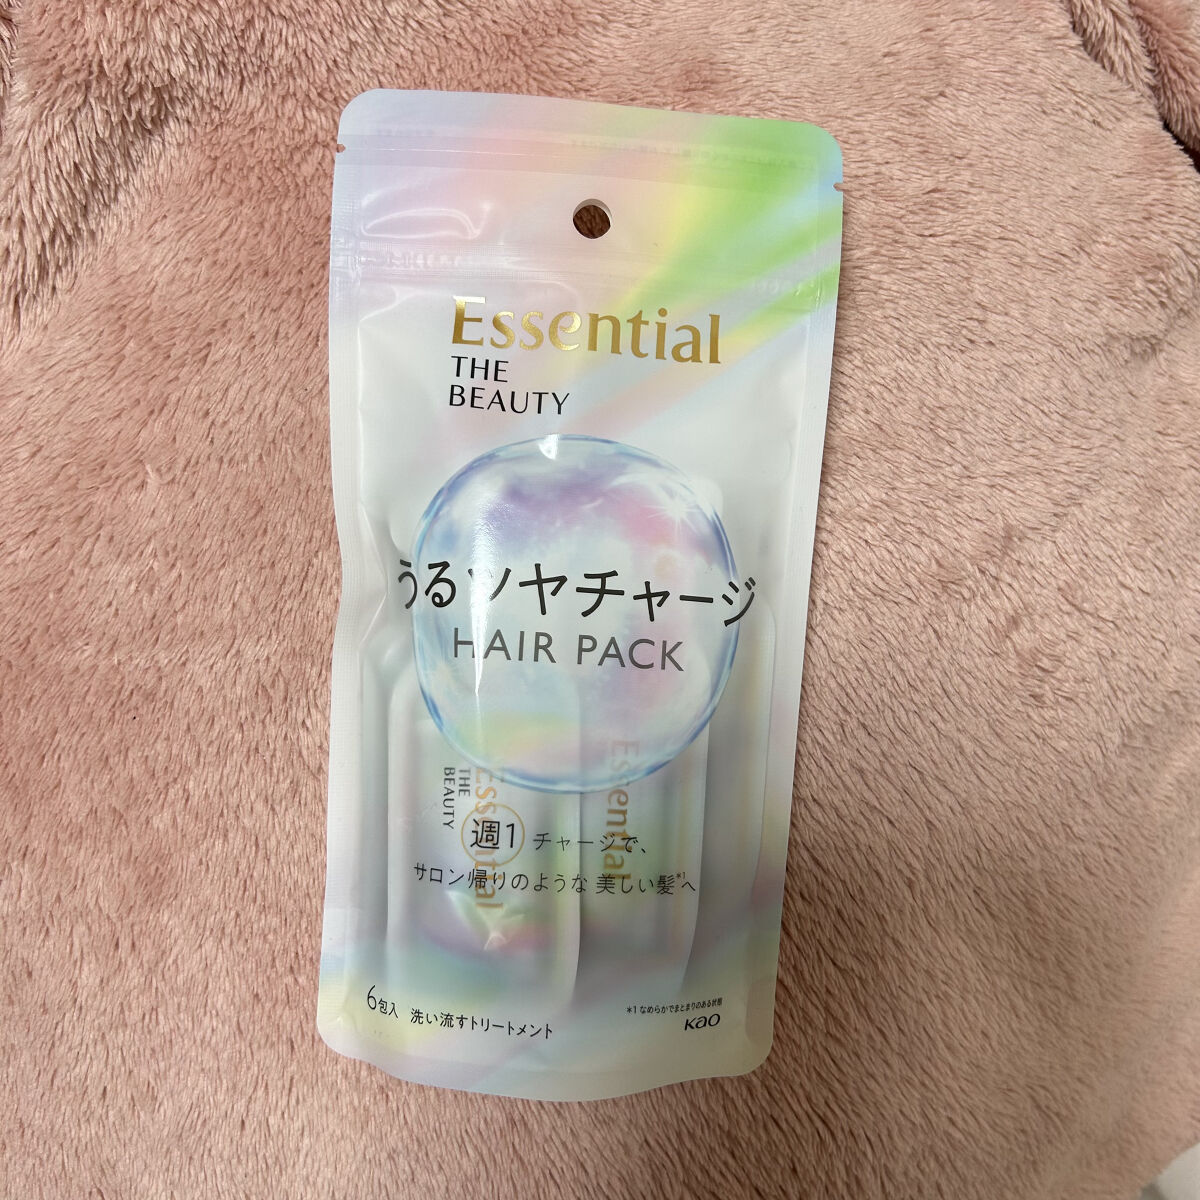 Essential
THE
BEAUTY
うるツヤチャージ
HAIR PACK
Essential
THE
BEAUTY
Essential
週1 チャージで、
サロン帰りのような 美しい髪*1へ
6包入 洗い流すトリートメント
*1 なめらかでまとまりのある状態
Kao